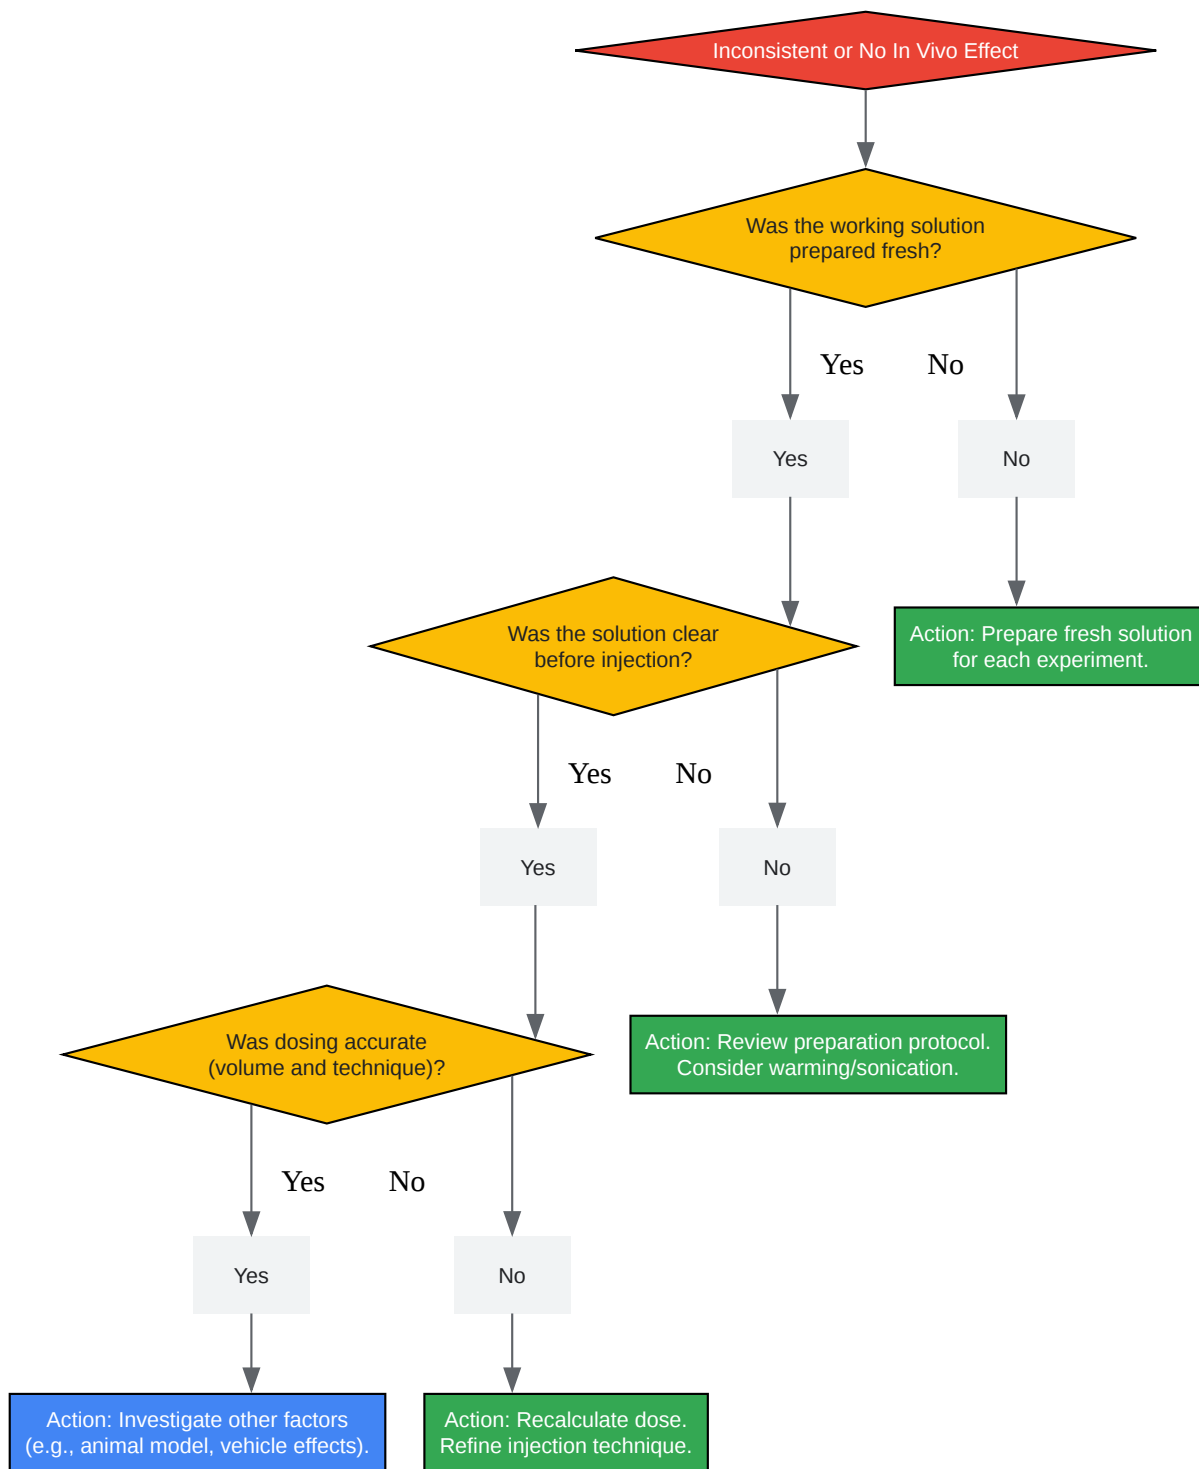 Inconsistent or No In Vivo Effect
Was the working solution
prepared fresh?
Yes
No
Yes
No
Was the solution clear
before injection?
Action: Prepare fresh solution
for each experiment.
Yes
No
Yes
No
Was dosing accurate
(volume and technique)?
Action: Review preparation protocol.
Consider warming/sonication.
Yes
No
Yes
No
Action: Investigate other factors
(e.g., animal model, vehicle effects).
Action: Recalculate dose.
Refine injection technique.